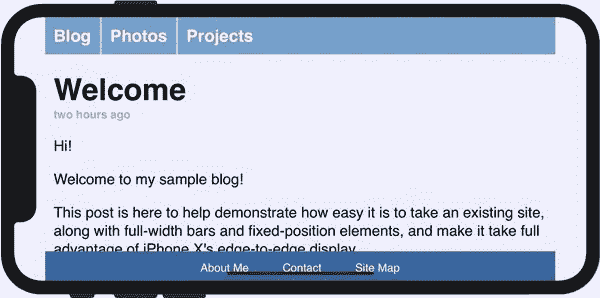 Blog Photos Projects
Welcome
two hours ago
Hi!
Welcome to my sample blog!
This post is here to help demonstrate how easy it is to take an existing site,
along with full-width bars and fixed-position elements, and make it take full
advantage of iPhone X's edge-to-edge display
About Me Contact Site Map